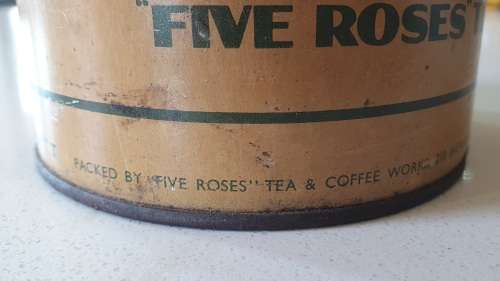 "FIVE ROSES"
PACKED BY "FIVE ROSES" TEA & COFFEE WORKS,